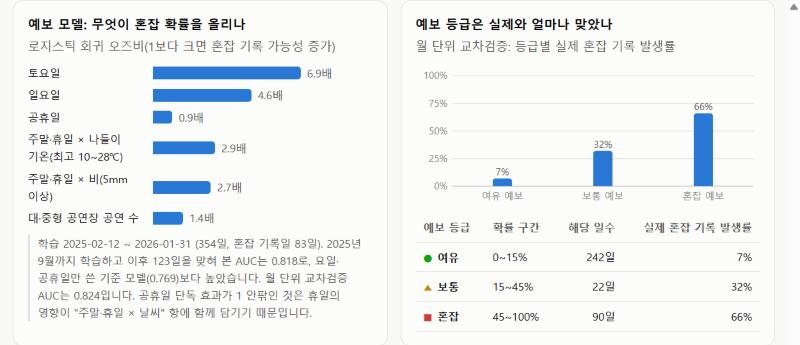 예보 모델: 무엇이 혼잡 확률을 올리나
로지스틱 회귀 오즈비(1보다 크면 혼잡 기록 가능성 증가)
토요일 6.9배
일요일 4.6배
공휴일 0.9배
주말·휴일 × 나들이
기온(최고 10~28℃) 2.9배
주말·휴일 × 비(5mm
이상) 2.7배
대·중형 공연장 공연 수 1.4배
학습 2025-02-12 ~ 2026-01-31 (354일, 혼잡 기록일 83일). 2025년
9월까지 학습하고 이후 123일을 맞혀 본 AUC는 0.818로, 요일·
공휴일만 쓴 기준 모델(0.769)보다 높았습니다. 월 단위 교차검증
AUC는 0.824입니다. 공휴일 단독 효과가 1 안팎인 것은 휴일의
영향이 "주말·휴일 × 날씨" 항에 함께 담기기 때문입니다.
예보 등급은 실제와 얼마나 맞았나
월 단위 교차검증: 등급별 실제 혼잡 기록 발생률
100%
75%
50%
25%
0%
7%
32%
66%
여유 예보 보통 예보 혼잡 예보
예보 등급 확률 구간 해당 일수 실제 혼잡 기록 발생률
여유 0~15% 242일 7%
보통 15~45% 22일 32%
혼잡 45~100% 90일 66%